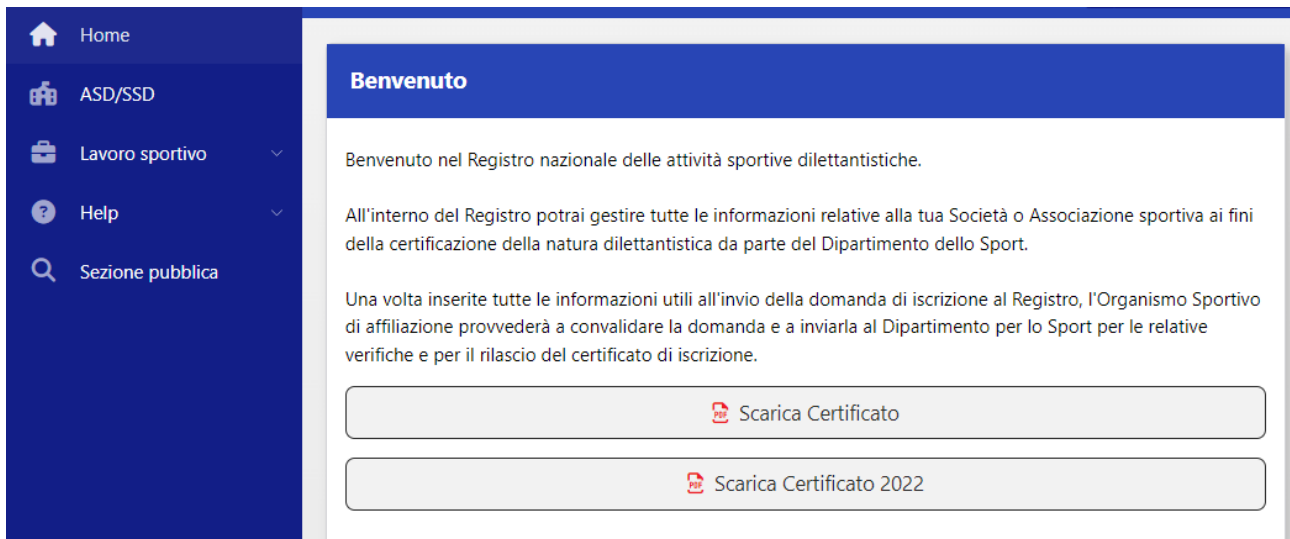 Home
ASD/SSD
Lavoro sportivo
Help
Sezione pubblica
Benvenuto
Benvenuto nel Registro nazionale delle attività sportive dilettantistiche.
All'interno del Registro potrai gestire tutte le informazioni relative alla tua Società o Associazione sportiva ai fini
della certificazione della natura dilettantistica da parte del Dipartimento dello Sport.
Una volta inserite tutte le informazioni utili all'invio della domanda di iscrizione al Registro, l'Organismo Sportivo
di affiliazione provvederà a convalidare la domanda e a inviarla al Dipartimento per lo Sport per le relative
verifiche e per il rilascio del certificato di iscrizione.
PDF Scarica Certificato
PDF Scarica Certificato 2022